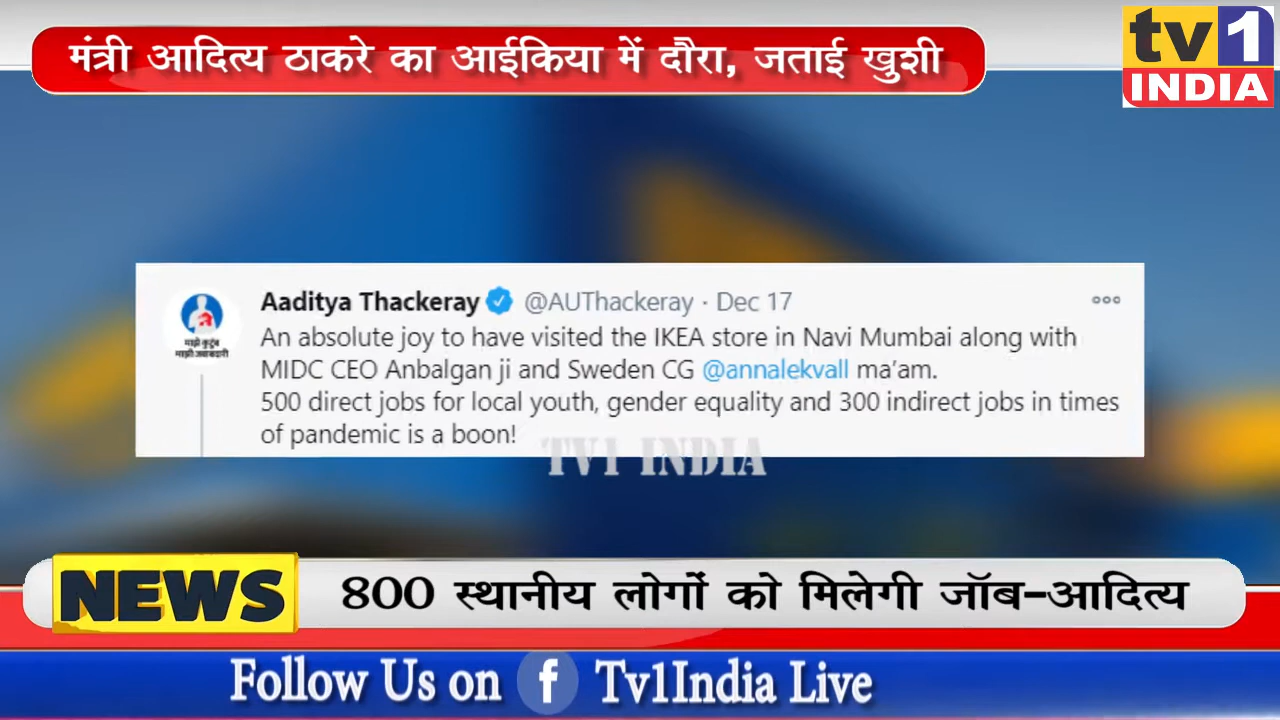 मंत्री आदित्य ठाकरे का आईकिया में दौरा, जताई खुशी
tv1
INDIA
Aaditya Thackeray @AUThackeray · Dec 17
An absolute joy to have visited the IKEA store in Navi Mumbai along with
MIDC CEO Anbalgan ji and Sweden CG @annalekvall ma'am.
500 direct jobs for local youth, gender equality and 300 indirect jobs in times
of pandemic is a boon!
माझे कुटुंब
माझी जबाबदारी
TV1 INDIA
NEWS
800 स्थानीय लोगों को मिलेगी जॉब-आदित्य
Follow Us on f Tv1India Live